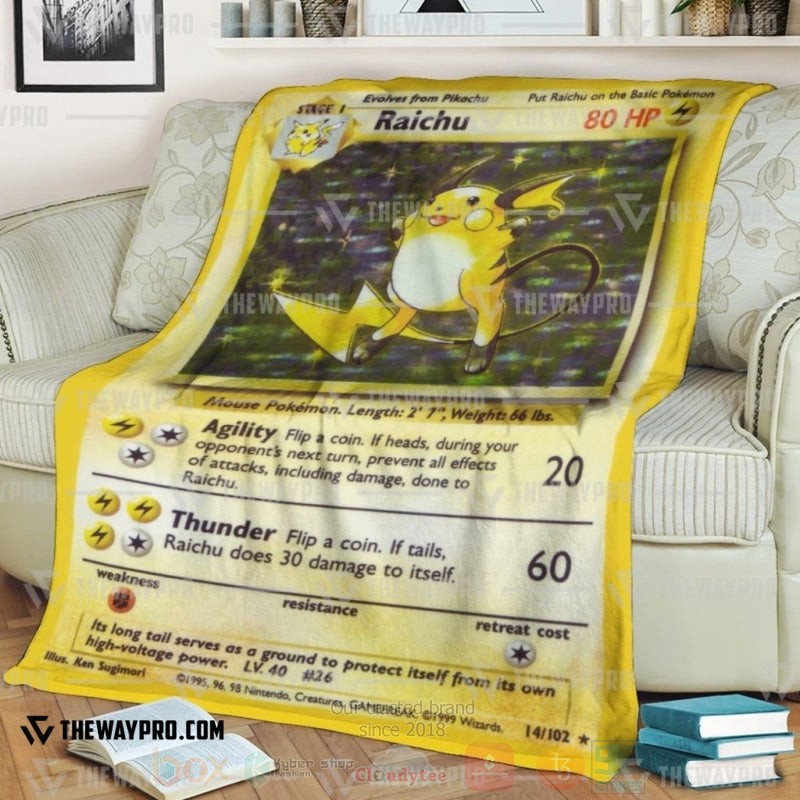 STAGE 1
Evolves from Pikachu
Put Raichu on the Basic Pokémon
Raichu
80 HP
THEWAYPRO
Mouse Pokémon. Length: 2' 7", Weight: 66 lbs.
Agility Flip a coin. If heads, during your
opponent's next turn, prevent all effects
of attacks, including damage, done to
Raichu.
20
Thunder Flip a coin. If tails,
Raichu does 30 damage to itself.
60
weakness
resistance
retreat cost
Its long tail serves as a ground to protect itself from its own
high-voltage power. LV. 40 #26
Illus. Ken Sugimori
©1995, 96, 98 Nintendo, Creatures, GAMEFREAK. ©1999 Wizards.
14/102 ★
Our trusted brand
since 2018
THEWAYPRO.COM
box
Kyber shop
fashion
Cloudytee